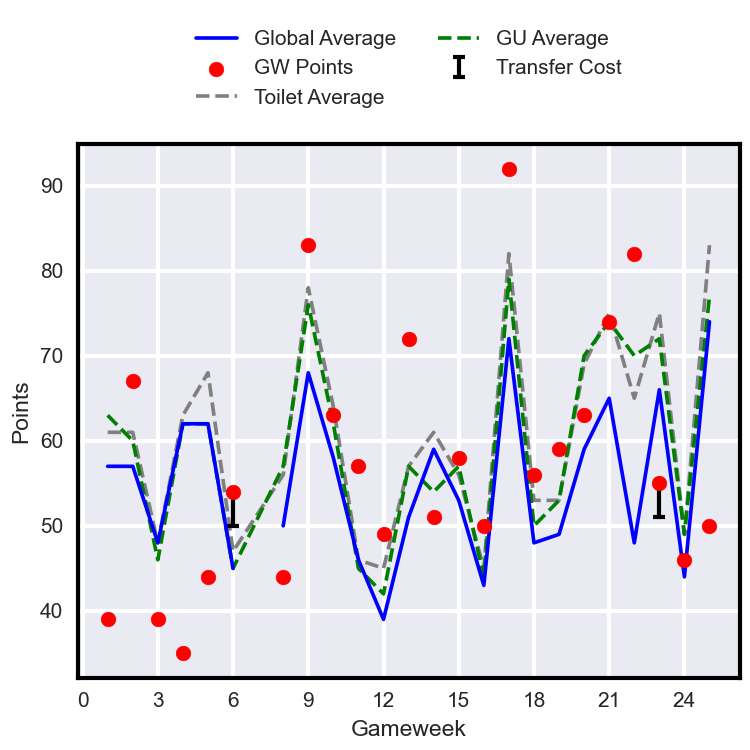 Global Average
GW Points
Toilet Average
GU Average
Transfer Cost
Points
90
80
70
60
50
40
0 3 6 9 12 15 18 21 24
Gameweek